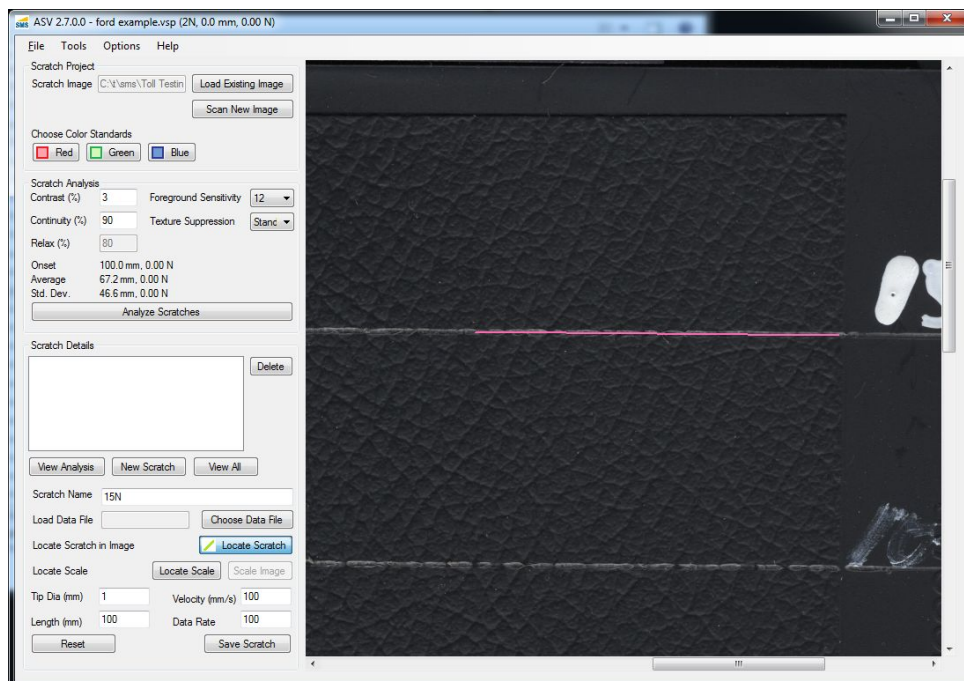 SMS ASV 2.7.0.0 - ford example.vsp (2N, 0.0 mm, 0.00 N)
File Tools Options Help
Scratch Project
Scratch Image C:\t\sms\Toll Testin Load Existing Image
Scan New Image
Choose Color Standards
Red Green Blue
Scratch Analysis
Contrast (%) 3 Foreground Sensitivity 12
Continuity (%) 90 Texture Suppression Stanc
Relax (%) 80
Onset 100.0 mm, 0.00 N
Average 67.2 mm, 0.00 N
Std. Dev. 46.6 mm, 0.00 N
Analyze Scratches
Scratch Details
Delete
View Analysis New Scratch View All
Scratch Name 15N
Load Data File Choose Data File
Locate Scratch in Image Locate Scratch
Locate Scale Locate Scale Scale Image
Tip Dia (mm) 1 Velocity (mm/s) 100
Length (mm) 100 Data Rate 100
Reset Save Scratch